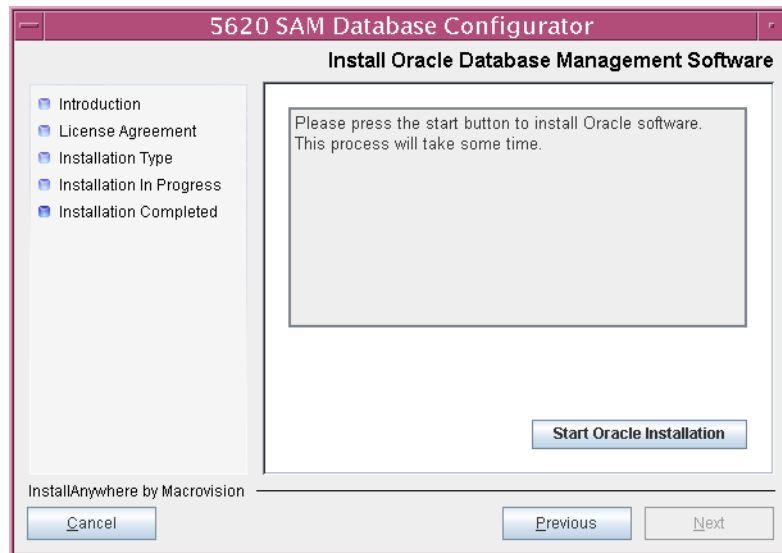 5620 SAM Database Configurator
Install Oracle Database Management Software
Introduction
License Agreement
Installation Type
Installation In Progress
Installation Completed
Please press the start button to install Oracle software.
This process will take some time.
Start Oracle Installation
InstallAnywhere by Macrovision
Cancel
Previous
Next